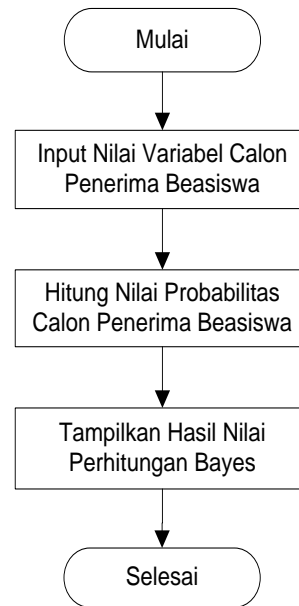 Mulai
Input Nilai Variabel Calon
Penerima Beasiswa
Hitung Nilai Probabilitas
Calon Penerima Beasiswa
Tampilkan Hasil Nilai
Perhitungan Bayes
Selesai